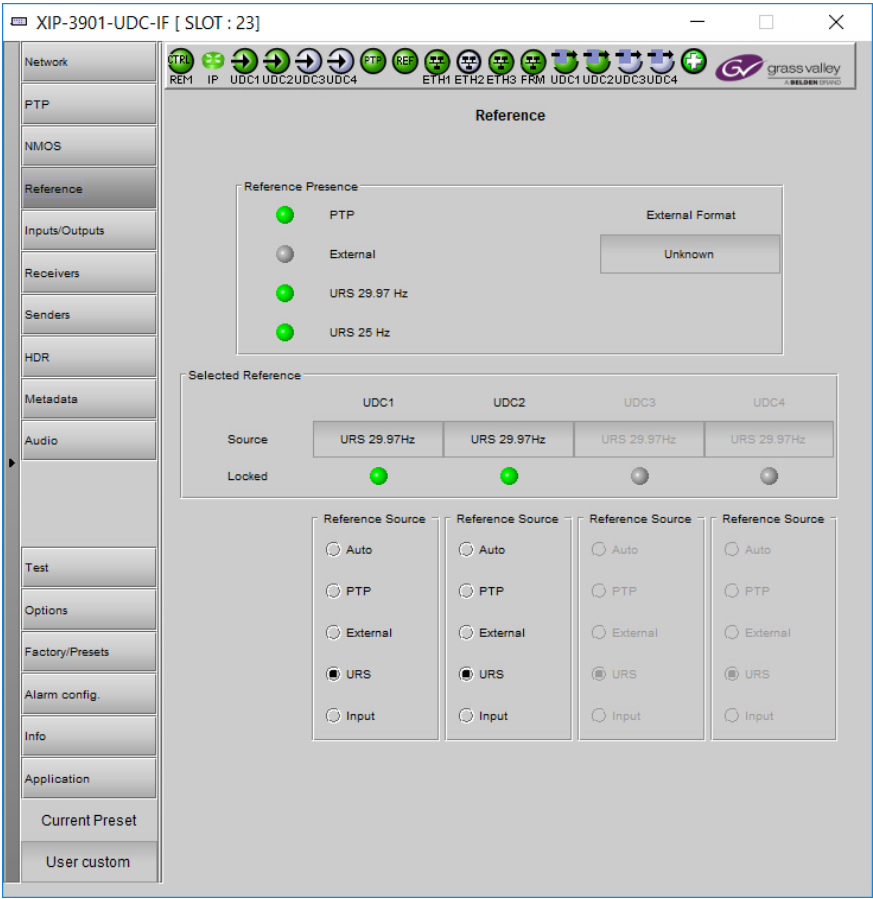 XIP-3901-UDC-IF [ SLOT : 23]
Network
PTP
NMOS
Reference
Inputs/Outputs
Receivers
Senders
HDR
Metadata
Audio
Test
Options
Factory/Presets
Alarm config.
Info
Application
Current Preset
User custom
CTRL PTP REF
REM IP UDC1 UDC2 UDC3 UDC4 ETH1 ETH2 ETH3 FRM UDC1 UDC2 UDC3 UDC4
GV grass valley
A BELDEN BRAND
Reference
Reference Presence
PTP External Format
External Unknown
URS 29.97 Hz
URS 25 Hz
Selected Reference
UDC1 UDC2 UDC3 UDC4
Source URS 29.97Hz URS 29.97Hz URS 29.97Hz URS 29.97Hz
Locked
Reference Source Reference Source Reference Source Reference Source
Auto Auto Auto Auto
PTP PTP PTP PTP
External External External External
URS URS URS URS
Input Input Input Input